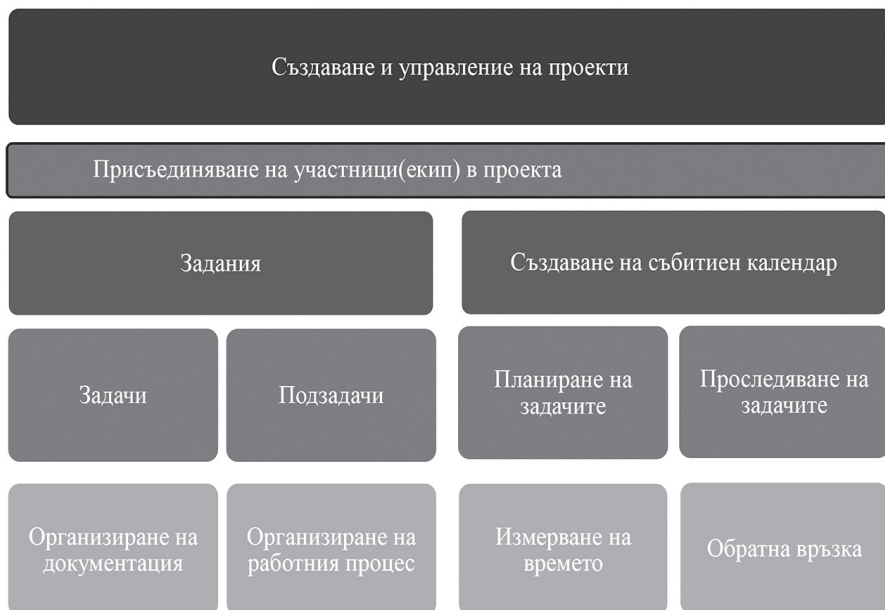 Създаване и управление на проекти
Присъединяване на участници(екип) в проекта
Задания
Създаване на събитиен календар
Задачи
Подзадачи
Планиране на
задачите
Проследяване на
задачите
Организиране на
документация
Организиране на
работния процес
Измерване на
времето
Обратна връзка